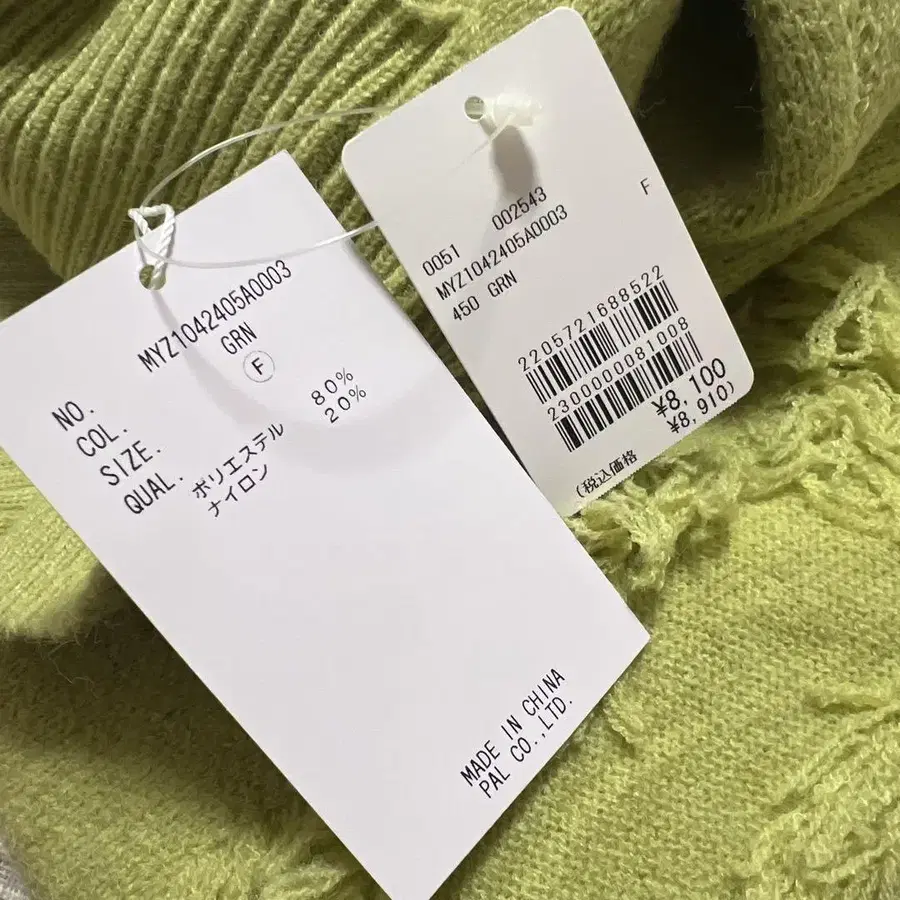 NO. MYZ1042405A0003
COL. GRN
SIZE. F
QUAL. ポリエステル 80%
ナイロン 20%
MADE IN CHINA
PAL CO.,LTD.
0051 002543
MYZ1042405A0003 F
450 GRN
2205721688522
2300000081008
¥8,100
(税込価格 ¥8,910)